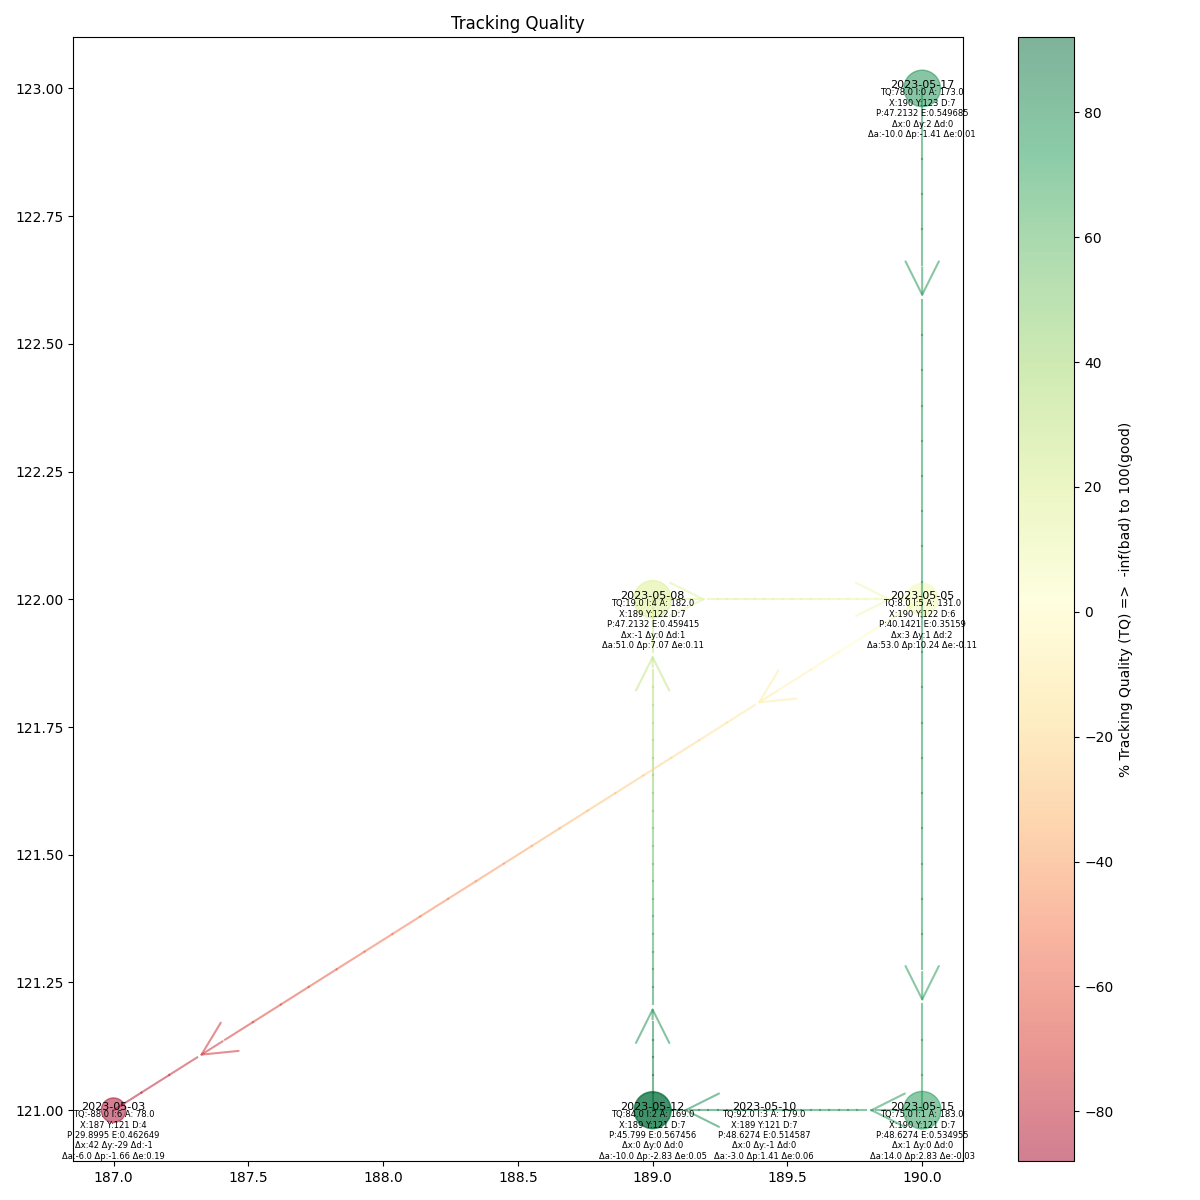 Tracking Quality
123.00
122.75
122.50
122.25
122.00
121.75
121.50
121.25
121.00
2023-05-17
TQ:78.0 I:0 A: 173.0
X:190 Y:123 D:7
P:47.2132 E:0.549685
Δx:0 Δy:2 Δd:0
Δa:-10.0 Δp:-1.41 Δe:0.01
2023-05-08
TQ:19.0 I:4 A: 182.0
X:189 Y:122 D:7
P:47.2132 E:0.459415
Δx:-1 Δy:0 Δd:1
Δa:51.0 Δp:7.07 Δe:0.11
2023-05-05
TQ:8.0 I:5 A: 131.0
X:190 Y:122 D:6
P:40.1421 E:0.35159
Δx:3 Δy:1 Δd:2
Δa:53.0 Δp:10.24 Δe:-0.11
2023-05-03
TQ:-88.0 I:6 A: 78.0
X:187 Y:121 D:4
P:29.8995 E:0.462649
Δx:42 Δy:-29 Δd:-1
Δa:-6.0 Δp:-1.66 Δe:0.19
2023-05-12
TQ:84.0 I:2 A: 169.0
X:189 Y:121 D:7
P:45.799 E:0.567456
Δx:0 Δy:0 Δd:0
Δa:-10.0 Δp:-2.83 Δe:0.05
2023-05-10
TQ:92.0 I:3 A: 179.0
X:189 Y:121 D:7
P:48.6274 E:0.514587
Δx:0 Δy:-1 Δd:0
Δa:-3.0 Δp:1.41 Δe:0.06
2023-05-15
TQ:75.0 I:1 A: 183.0
X:190 Y:121 D:7
P:48.6274 E:0.534955
Δx:1 Δy:0 Δd:0
Δa:14.0 Δp:2.83 Δe:-0.03
187.0
187.5
188.0
188.5
189.0
189.5
190.0
80
60
40
20
0
−20
−40
−60
−80
% Tracking Quality (TQ) => -inf(bad) to 100(good)